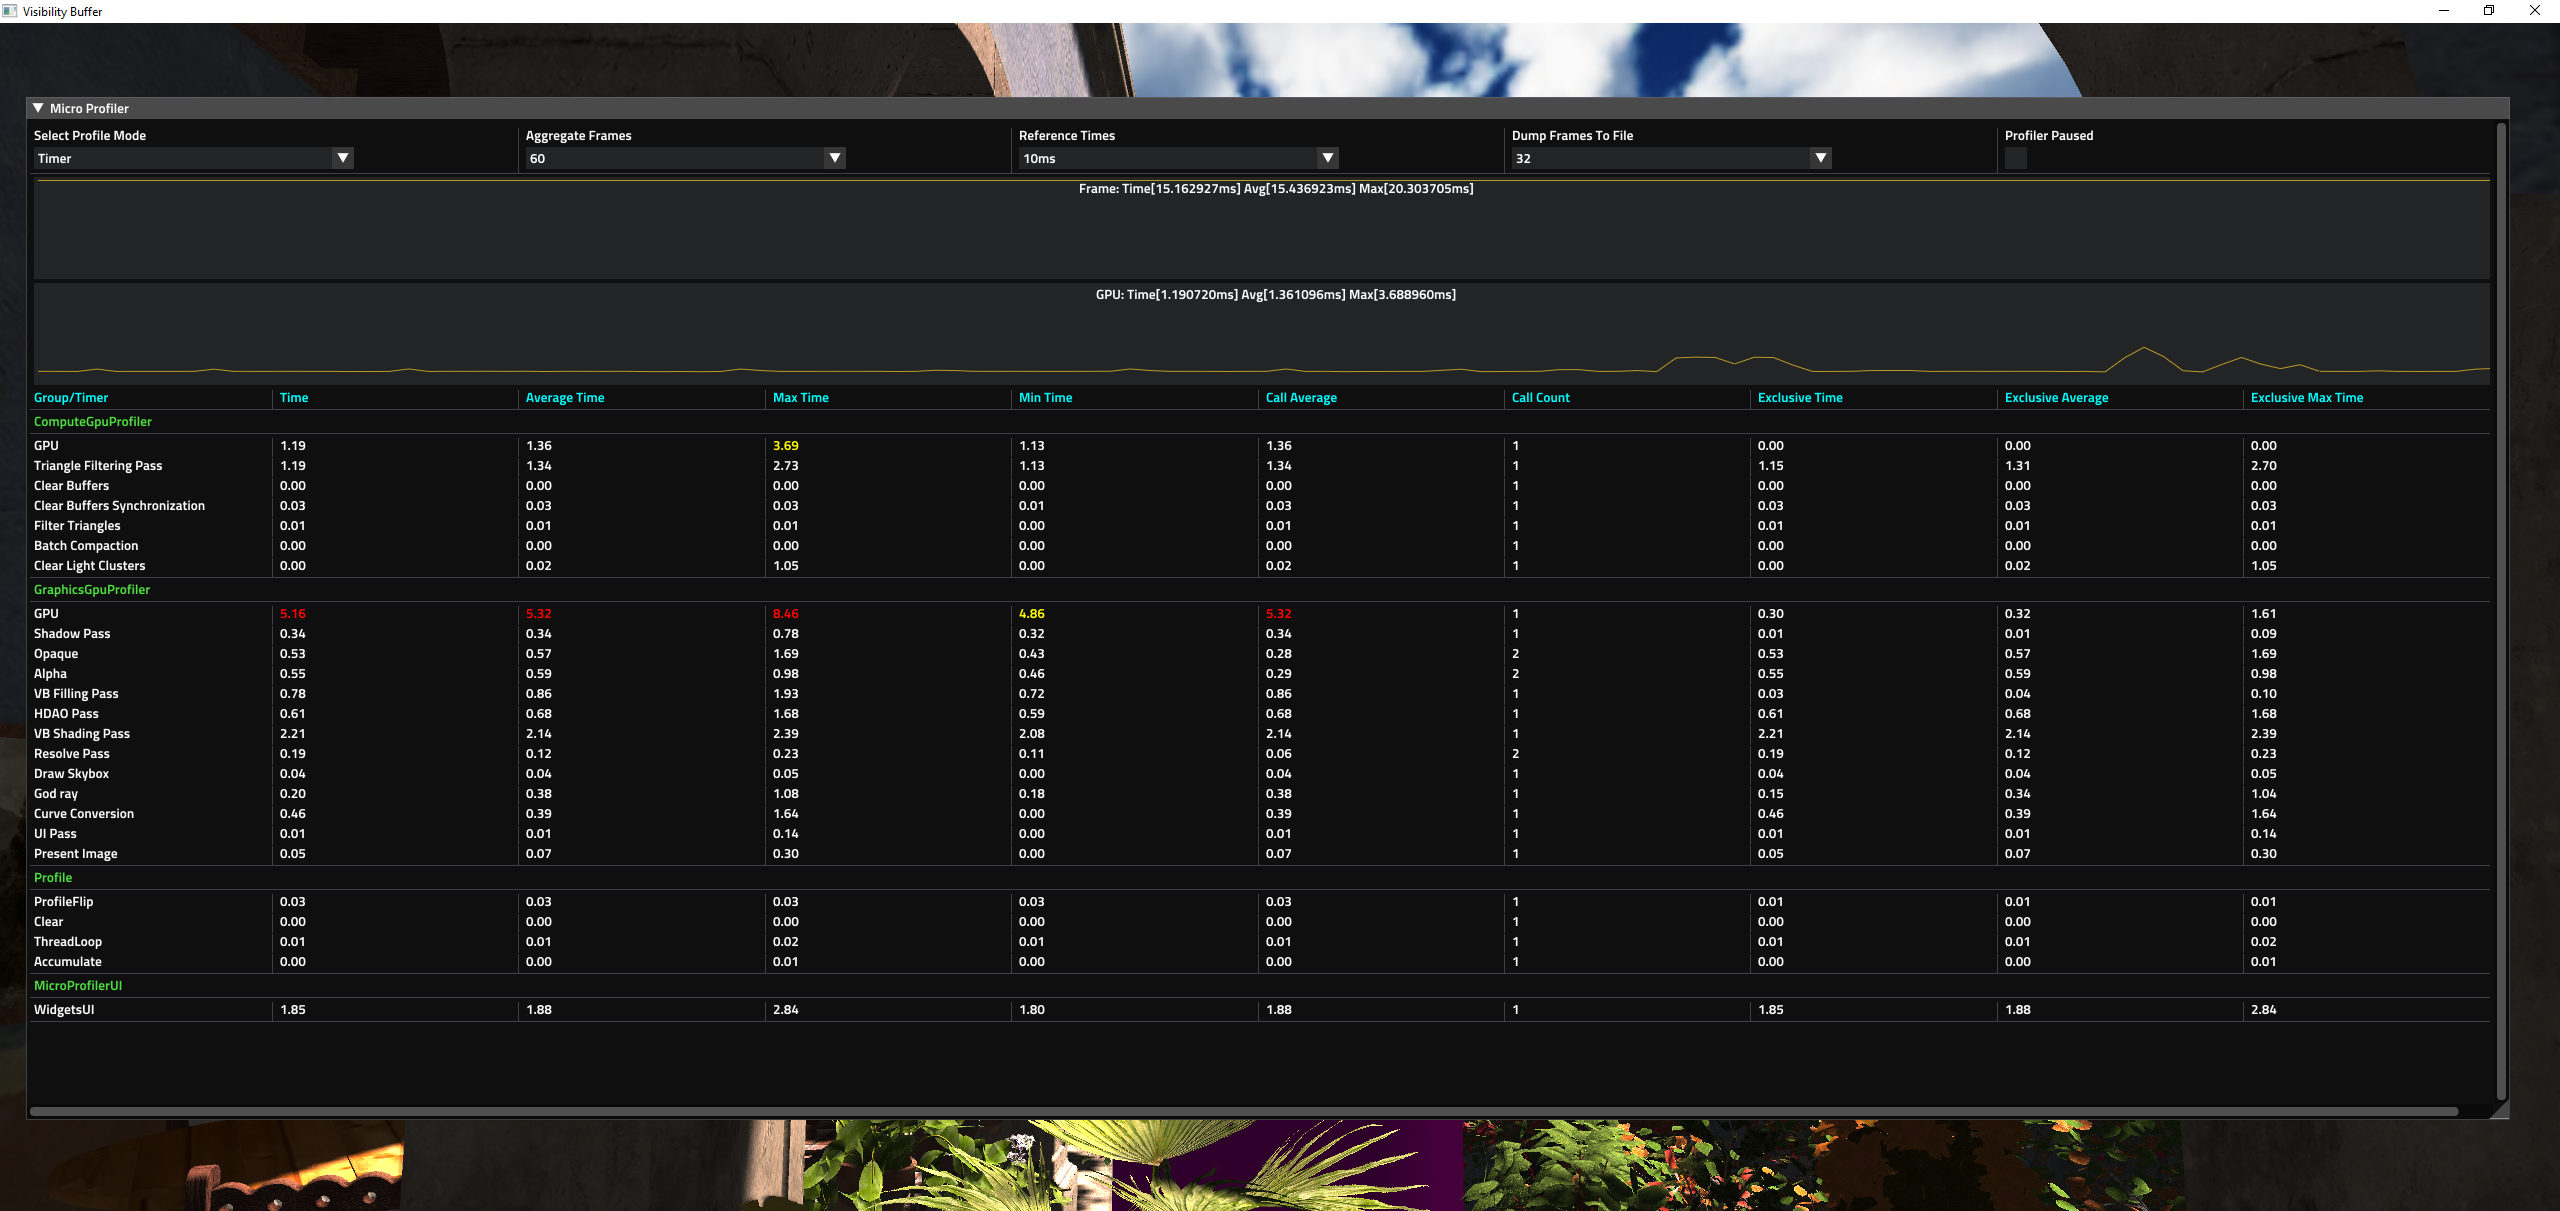 Visibility Buffer
Micro Profiler
Select Profile Mode Aggregate Frames Reference Times Dump Frames To File Profiler Paused
Timer 60 10ms 32
Frame: Time[15.162927ms] Avg[15.436923ms] Max[20.303705ms]
GPU: Time[1.190720ms] Avg[1.361096ms] Max[3.688960ms]
Group/Timer Time Average Time Max Time Min Time Call Average Call Count Exclusive Time Exclusive Average Exclusive Max Time
ComputeGpuProfiler
GPU 1.19 1.36 3.69 1.13 1.36 1 0.00 0.00 0.00
Triangle Filtering Pass 1.19 1.34 2.73 1.13 1.34 1 1.15 1.31 2.70
Clear Buffers 0.00 0.00 0.00 0.00 0.00 1 0.00 0.00 0.00
Clear Buffers Synchronization 0.03 0.03 0.03 0.01 0.03 1 0.03 0.03 0.03
Filter Triangles 0.01 0.01 0.01 0.00 0.01 1 0.01 0.01 0.01
Batch Compaction 0.00 0.00 0.00 0.00 0.00 1 0.00 0.00 0.00
Clear Light Clusters 0.00 0.02 1.05 0.00 0.02 1 0.00 0.02 1.05
GraphicsGpuProfiler
GPU 5.16 5.32 8.46 4.86 5.32 1 0.30 0.32 1.61
Shadow Pass 0.34 0.34 0.78 0.32 0.34 1 0.01 0.01 0.09
Opaque 0.53 0.57 1.69 0.43 0.28 2 0.53 0.57 1.69
Alpha 0.55 0.59 0.98 0.46 0.29 2 0.55 0.59 0.98
VB Filling Pass 0.78 0.86 1.93 0.72 0.86 1 0.03 0.04 0.10
HDAO Pass 0.61 0.68 1.68 0.59 0.68 1 0.61 0.68 1.68
VB Shading Pass 2.21 2.14 2.39 2.08 2.14 1 2.21 2.14 2.39
Resolve Pass 0.19 0.12 0.23 0.11 0.06 2 0.19 0.12 0.23
Draw Skybox 0.04 0.04 0.05 0.00 0.04 1 0.04 0.04 0.05
God ray 0.20 0.38 1.08 0.18 0.38 1 0.15 0.34 1.04
Curve Conversion 0.46 0.39 1.64 0.00 0.39 1 0.46 0.39 1.64
UI Pass 0.01 0.01 0.14 0.00 0.01 1 0.01 0.01 0.14
Present Image 0.05 0.07 0.30 0.00 0.07 1 0.05 0.07 0.30
Profile
ProfileFlip 0.03 0.03 0.03 0.03 0.03 1 0.01 0.01 0.01
Clear 0.00 0.00 0.00 0.00 0.00 1 0.00 0.00 0.00
ThreadLoop 0.01 0.01 0.02 0.01 0.01 1 0.01 0.01 0.02
Accumulate 0.00 0.00 0.01 0.00 0.00 1 0.00 0.00 0.01
MicroProfilerUI
WidgetsUI 1.85 1.88 2.84 1.80 1.88 1 1.85 1.88 2.84